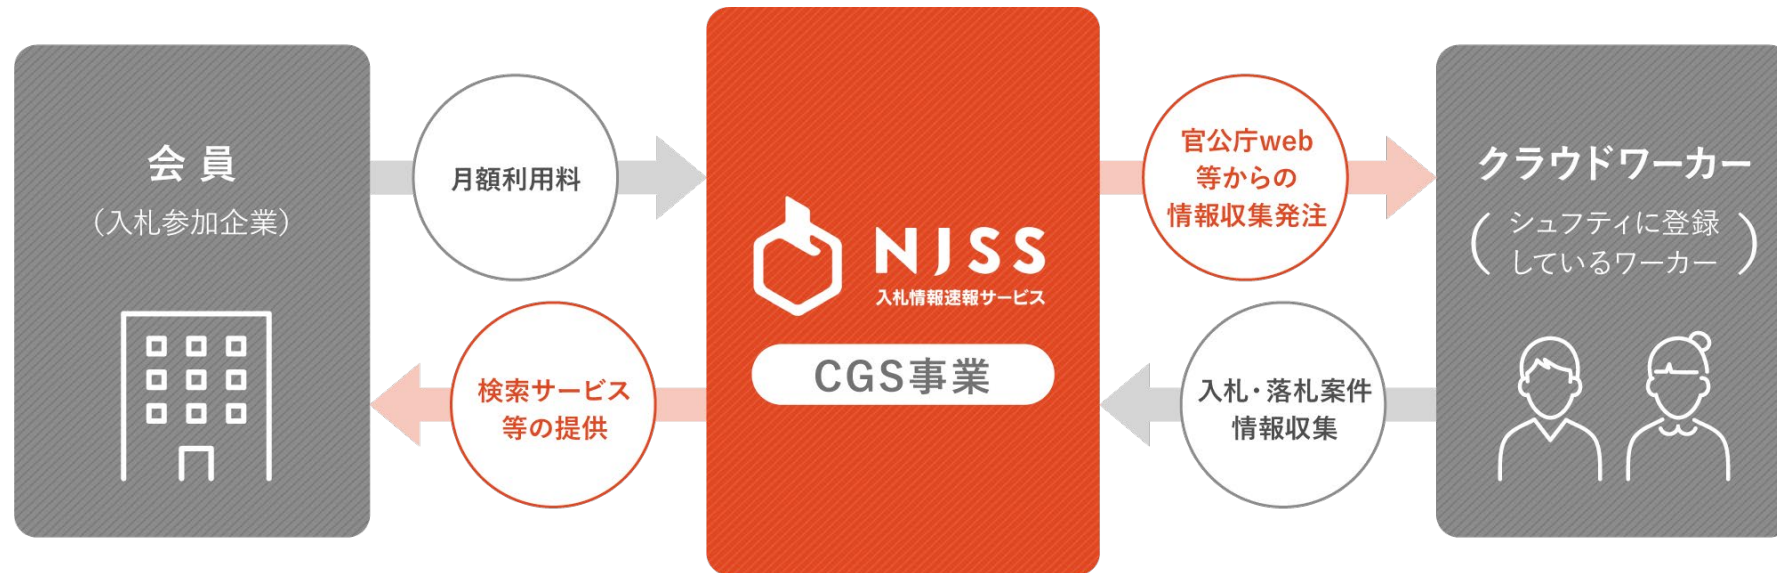 会員
(入札参加企業)
月額利用料
検索サービス
等の提供
NJSS
入札情報速報サービス
CGS事業
官公庁web
等からの
情報収集発注
入札・落札案件
情報収集
クラウドワーカー
(シュフティに登録
しているワーカー)